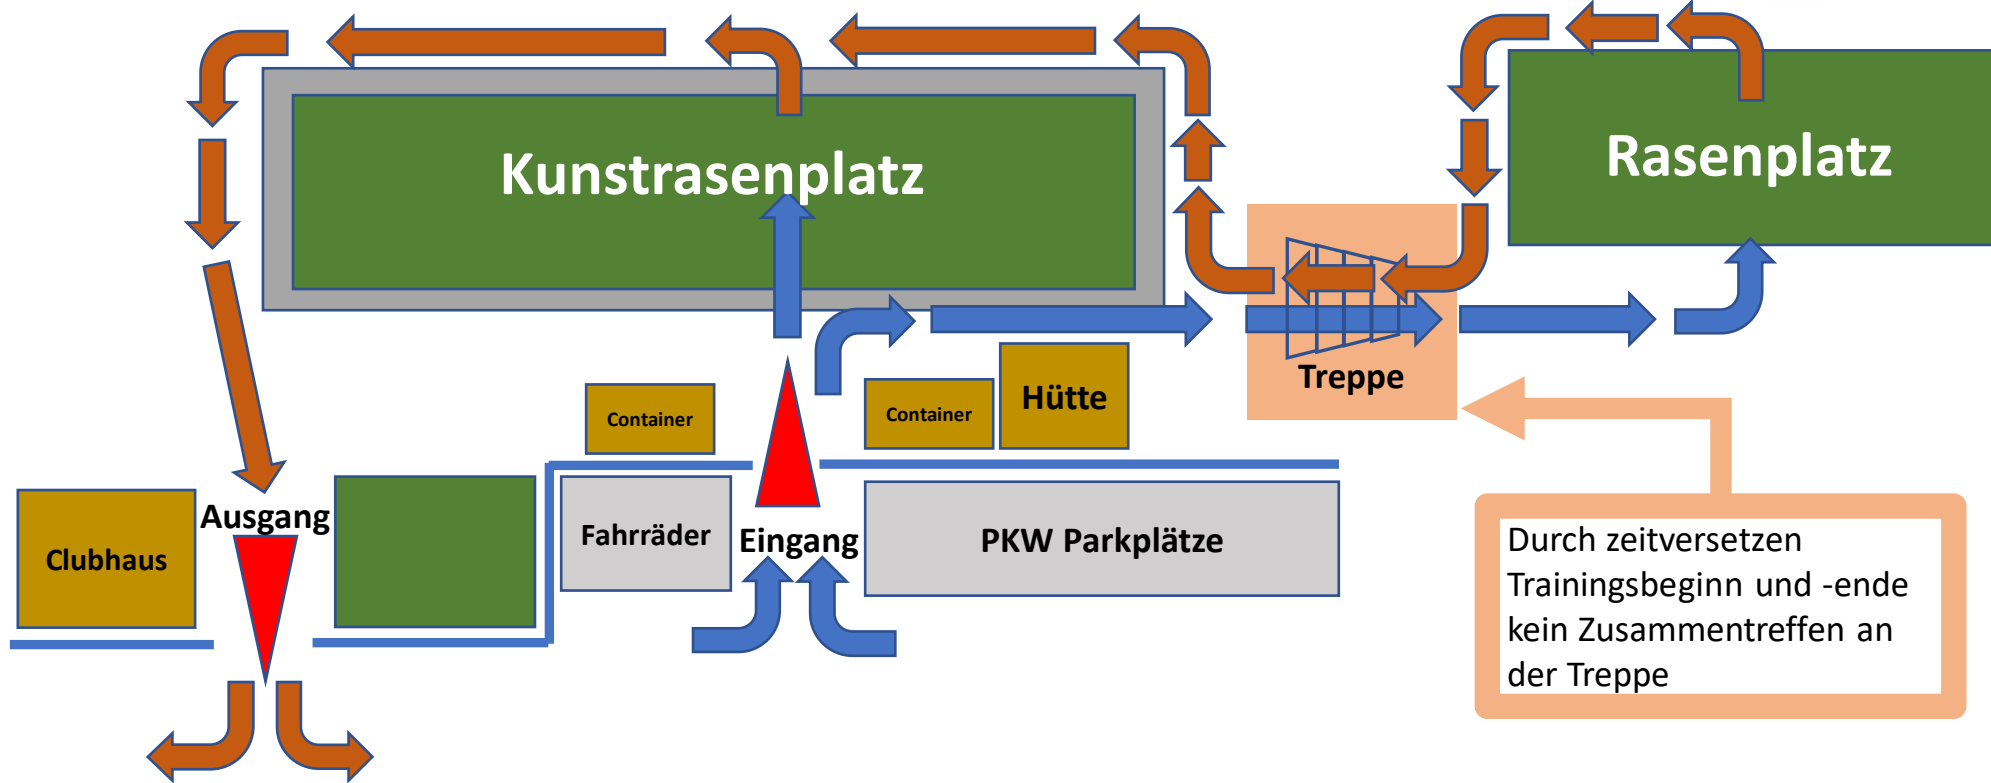 Kunstrasenplatz
Rasenplatz
Treppe
Container
Container
Hütte
Ausgang
Clubhaus
Fahrräder
Eingang
PKW Parkplätze
Durch zeitversetzen
Trainingsbeginn und -ende
kein Zusammentreffen an
der Treppe